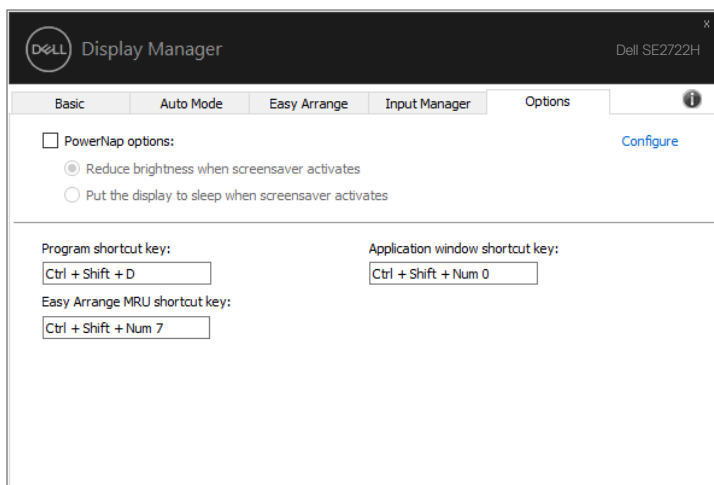 x
DELL Display Manager
Dell SE2722H
Basic Auto Mode Easy Arrange Input Manager Options i
PowerNap options: Configure
Reduce brightness when screensaver activates
Put the display to sleep when screensaver activates
Program shortcut key: Application window shortcut key:
Ctrl + Shift + D Ctrl + Shift + Num 0
Easy Arrange MRU shortcut key:
Ctrl + Shift + Num 7